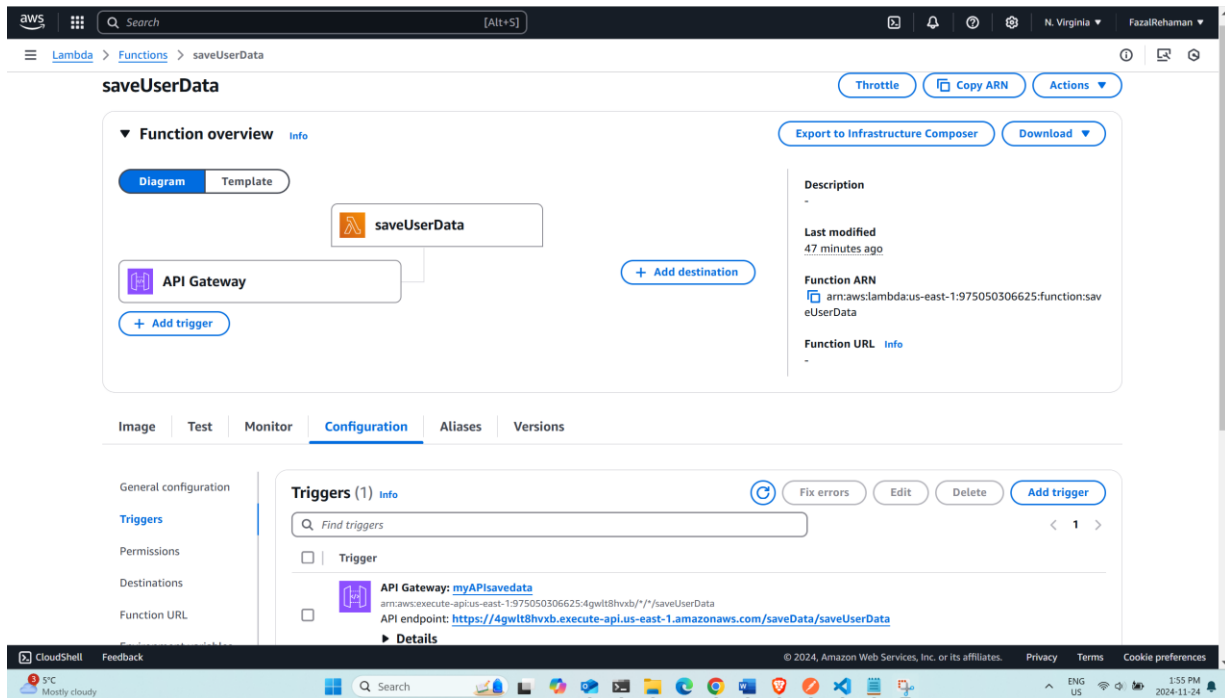 aws
Search [Alt+S] N. Virginia ▼ FazalRehaman ▼
Lambda > Functions > saveUserData
saveUserData Throttle Copy ARN Actions ▼
▼ Function overview Info Export to Infrastructure Composer Download ▼
Diagram Template
saveUserData
API Gateway
+ Add trigger
+ Add destination
Description
-
Last modified
47 minutes ago
Function ARN
arn:aws:lambda:us-east-1:975050306625:function:sav
eUserData
Function URL Info
-
Image Test Monitor Configuration Aliases Versions
General configuration
Triggers
Permissions
Destinations
Function URL
Environment variables
Triggers (1) Info Fix errors Edit Delete Add trigger
Find triggers < 1 >
Trigger
API Gateway: myAPIsavedata
arn:aws:execute-api:us-east-1:975050306625:4gwlt8hvxb/*/*/saveUserData
API endpoint: https://4gwlt8hvxb.execute-api.us-east-1.amazonaws.com/saveData/saveUserData
▶ Details
CloudShell Feedback © 2024, Amazon Web Services, Inc. or its affiliates. Privacy Terms Cookie preferences
3 5°C
Mostly cloudy
Search
ENG
US
1:55 PM
2024-11-24